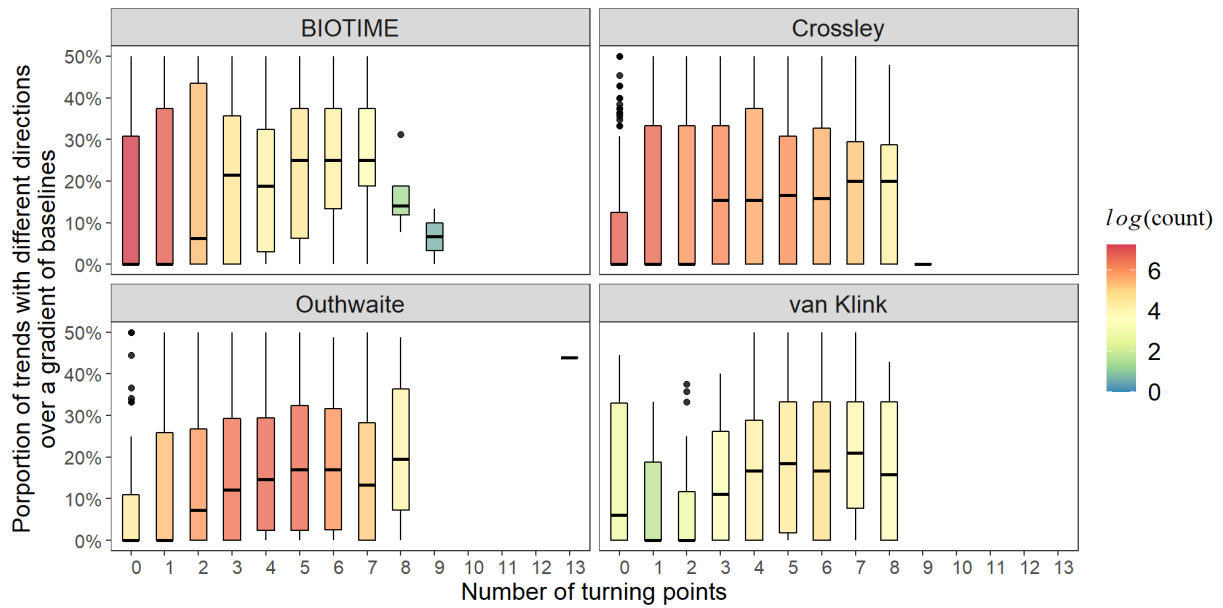 BIOTIME
Crossley
50%
40%
30%
20%
10%
0%
Outhwaite
van Klink
50%
40%
30%
20%
10%
0%
0 1 2 3 4 5 6 7 8 9 10 11 12 13
0 1 2 3 4 5 6 7 8 9 10 11 12 13
Number of turning points
Porportion of trends with different directions
over a gradient of baselines
log(count)
6
4
2
0